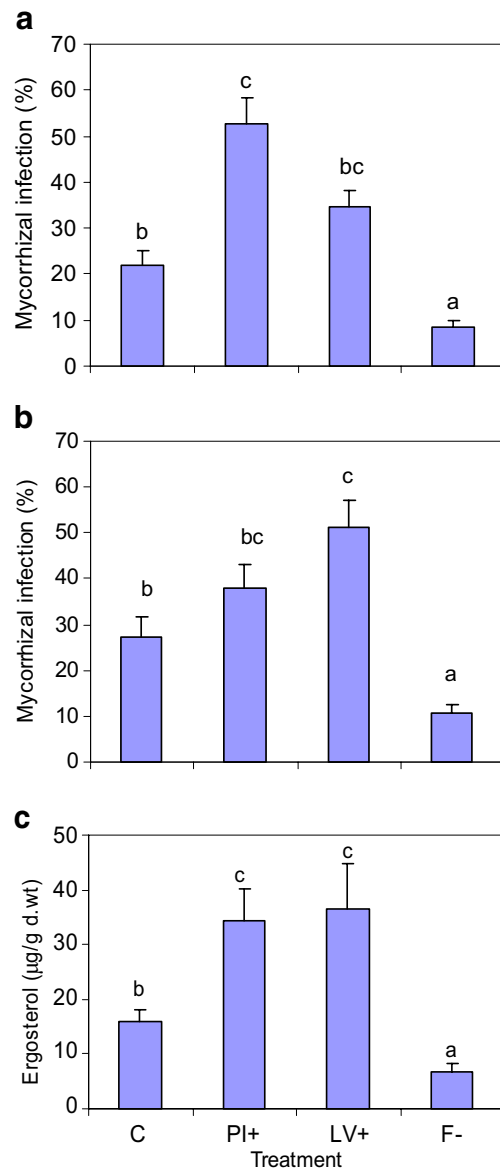 a
Mycorrhizal infection (%)
70
60
50
40
30
20
10
0
b
c
bc
a
b
Mycorrhizal infection (%)
70
60
50
40
30
20
10
0
b
bc
c
a
c
Ergosterol (µg/g d.wt)
50
40
30
20
10
0
b
c
c
a
C PI+ LV+ F-
Treatment